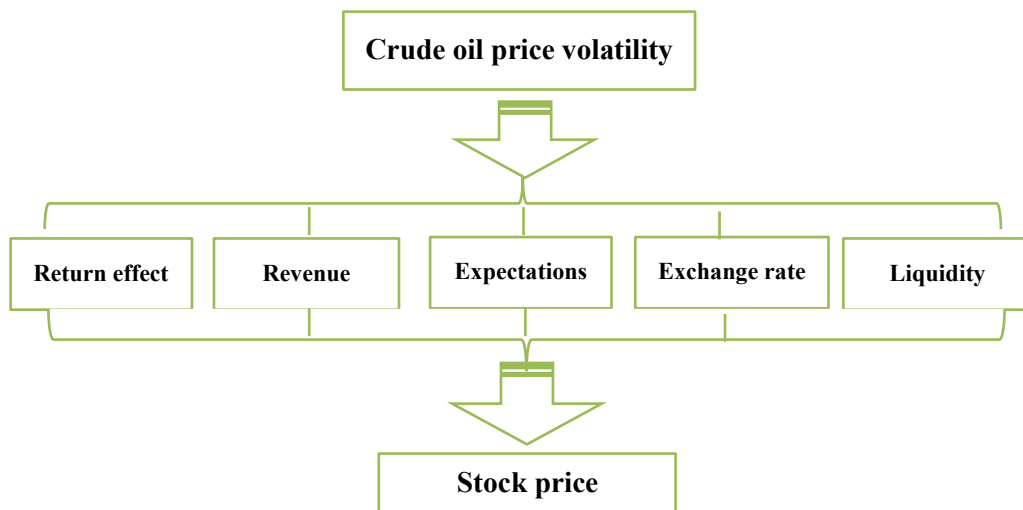 Crude oil price volatility
Return effect
Revenue
Expectations
Exchange rate
Liquidity
Stock price